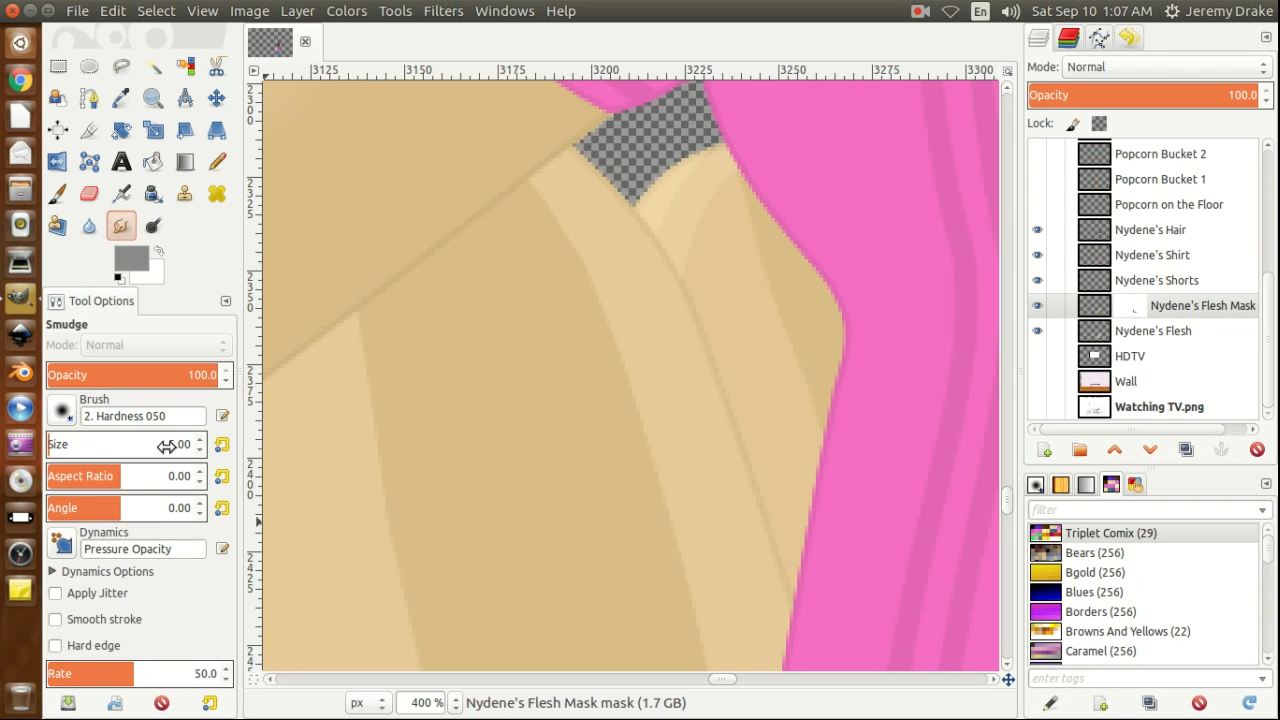 File Edit Select View Image Layer Colors Tools Filters Windows Help
En Sat Sep 10 1:07 AM Jeremy Drake
3125 3150 3175 3200 3225 3250 3275 3300
Mode: Normal
Opacity 100.0
Lock:
Popcorn Bucket 2
Popcorn Bucket 1
Popcorn on the Floor
Nydene's Hair
Nydene's Shirt
Nydene's Shorts
Nydene's Flesh Mask
Nydene's Flesh
HDTV
Wall
Watching TV.png
Tool Options
Smudge
Mode: Normal
Opacity 100.0
Brush
2. Hardness 050
Size
Aspect Ratio 0.00
Angle 0.00
Dynamics
Pressure Opacity
Dynamics Options
Apply Jitter
Smooth stroke
Hard edge
Rate 50.0
filter
Triplet Comix (29)
Bears (256)
Bgold (256)
Blues (256)
Borders (256)
Browns And Yellows (22)
Caramel (256)
enter tags
px 400 % Nydene's Flesh Mask mask (1.7 GB)